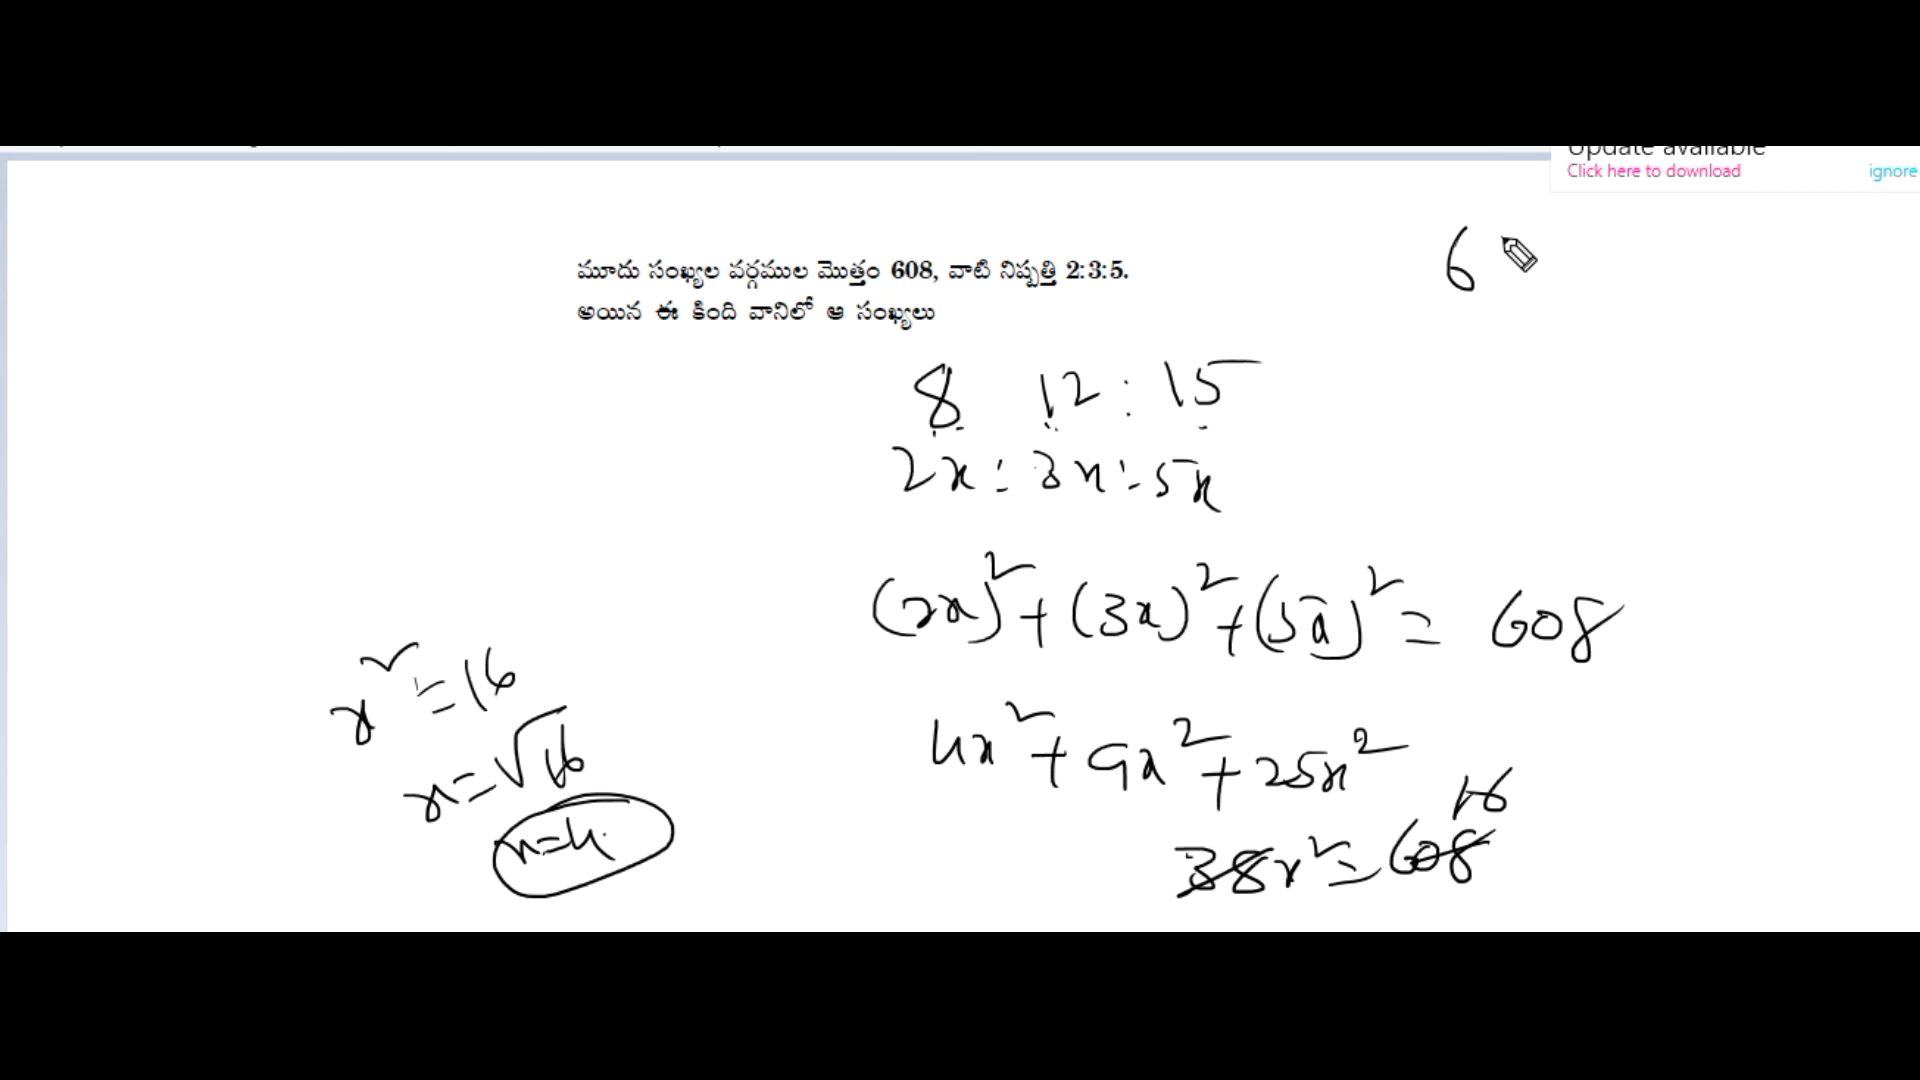 Update available
Click here to download
ignore
6
మూడు సంఖ్యల వర్గముల మొత్తం 608, వాటి నిష్పత్తి 2:3:5.
అయిన ఈ కింది వానిలో ఆ సంఖ్యలు
8 12 : 15
2x : 3x : 5x
(2x)² + (3x)² + (5x)² = 608
4x² + 9x² + 25x²
16
38x² = 608
x² = 16
x = √16
x = 4